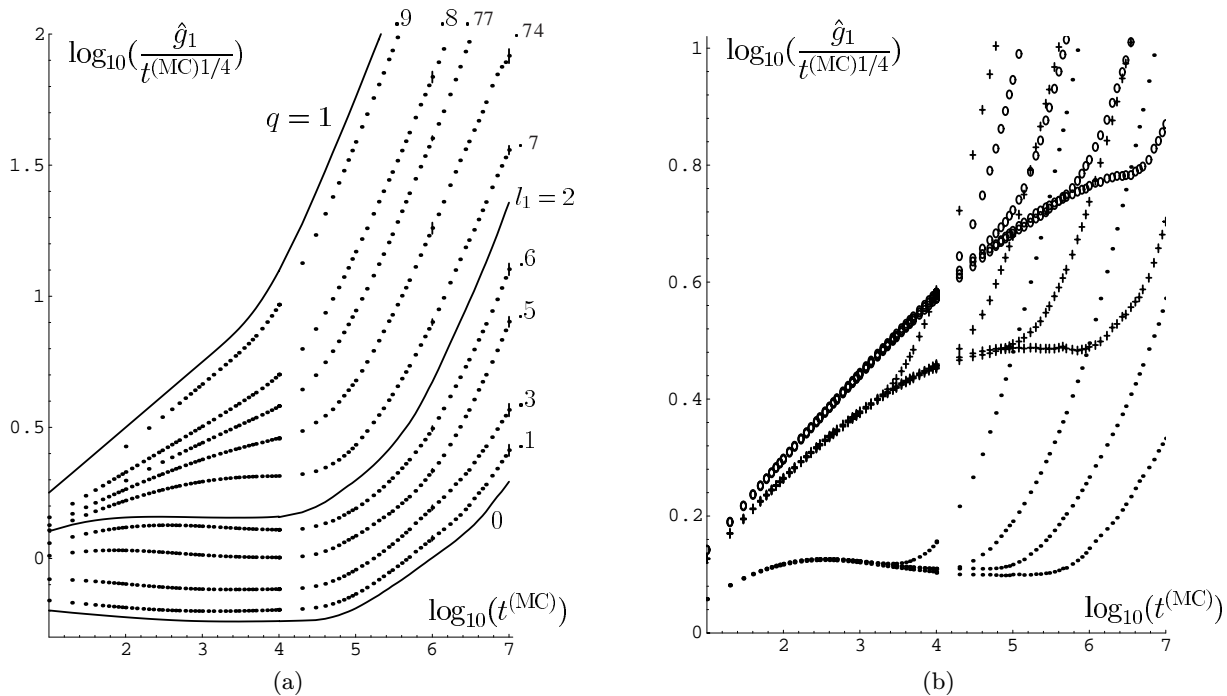 log₁₀(ĝ₁/t^(MC)1/4)
2
1.5
1
0.5
0
q = 1
.9
.8
.77
.74
.7
l₁ = 2
.6
.5
.3
.1
0
log₁₀(t^(MC))
2 3 4 5 6 7
(a)
log₁₀(ĝ₁/t^(MC)1/4)
1
0.8
0.6
0.4
0.2
0
log₁₀(t^(MC))
2 3 4 5 6 7
(b)